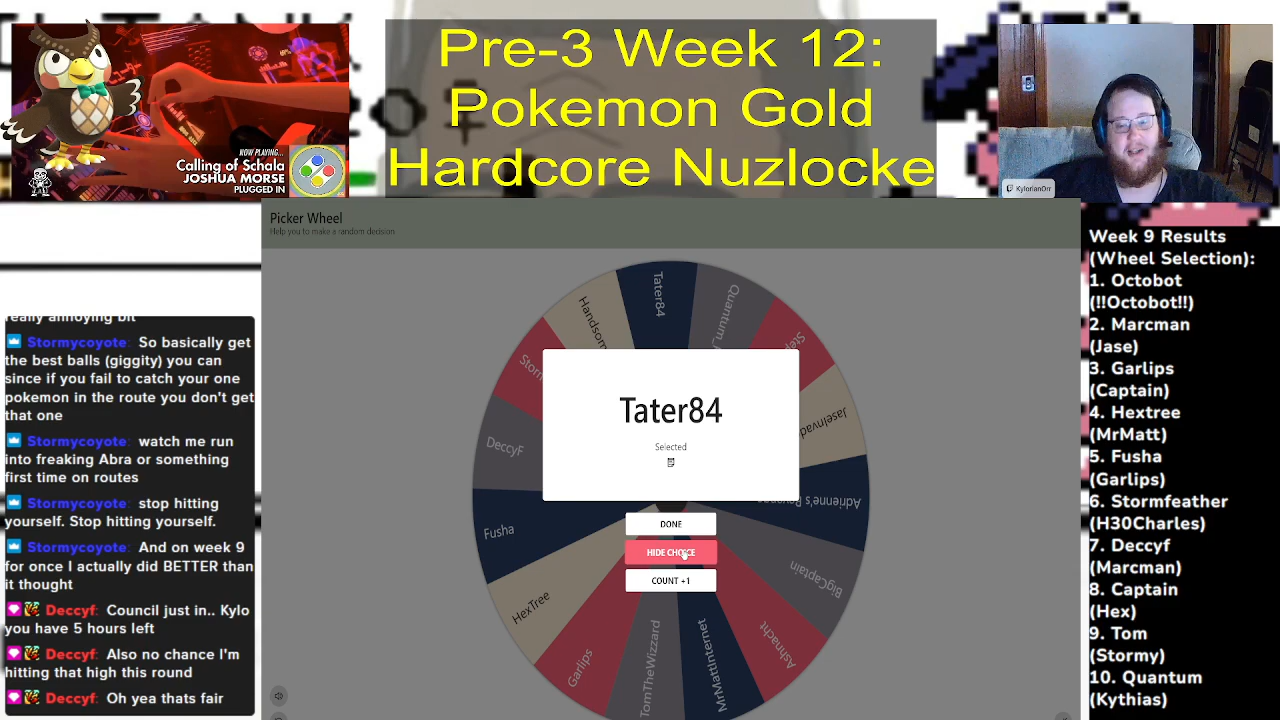 Pre-3 Week 12:
Pokemon Gold
Hardcore Nuzlocke
NOW PLAYING...
Calling of Schala
JOSHUA MORSE
PLUGGED IN
KylorianOrr
Picker Wheel
Help you to make a random decision
Tater84
Handsom
Storm
DeccyF
Fusha
HexTree
Garlips
TomTheWizzard
MrMattInternet
Ashnacht
BigCaptain
Adrienne's Revenge
JaseInvad
Step
Quantum_
Tater84
Selected
DONE
HIDE CHOICE
COUNT +1
really annoying bit
Stormycoyote: So basically get
the best balls (giggity) you can
since if you fail to catch your one
pokemon in the route you don't get
that one
Stormycoyote: watch me run
into freaking Abra or something
first time on routes
Stormycoyote: stop hitting
yourself. Stop hitting yourself.
Stormycoyote: And on week 9
for once I actually did BETTER than
it thought
Deccyf: Council just in.. Kylo
you have 5 hours left
Deccyf: Also no chance I'm
hitting that high this round
Deccyf: Oh yea thats fair
Week 9 Results
(Wheel Selection):
1. Octobot
(!!Octobot!!)
2. Marcman
(Jase)
3. Garlips
(Captain)
4. Hextree
(MrMatt)
5. Fusha
(Garlips)
6. Stormfeather
(H30Charles)
7. Deccyf
(Marcman)
8. Captain
(Hex)
9. Tom
(Stormy)
10. Quantum
(Kythias)